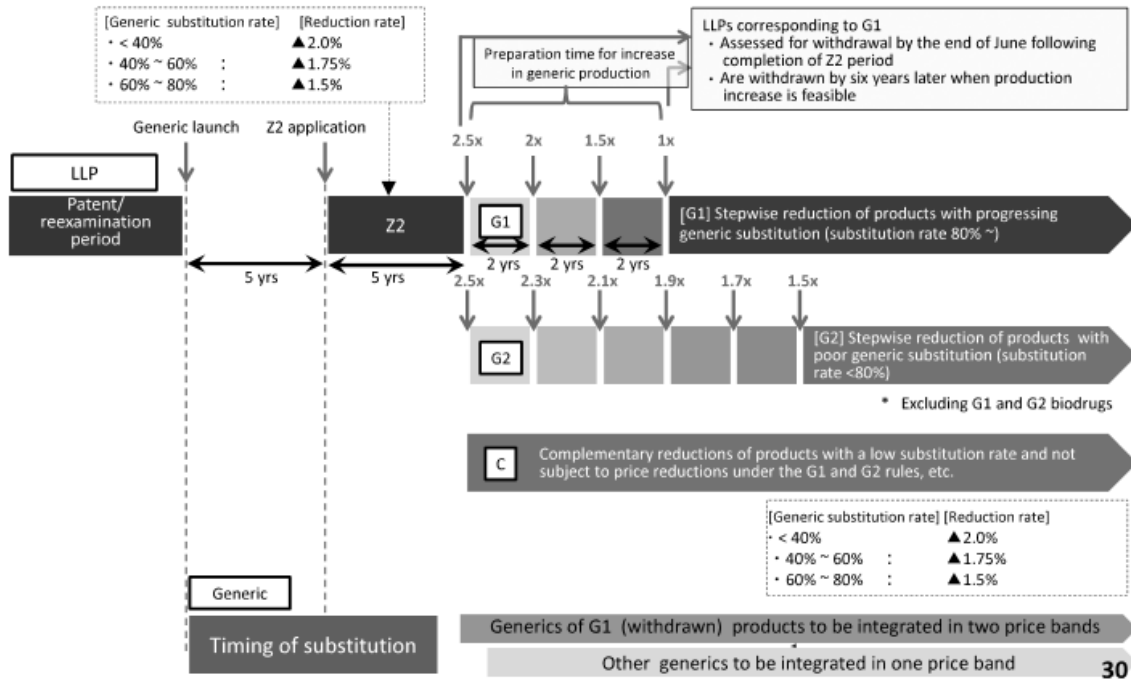 [Generic substitution rate] [Reduction rate]
・< 40% ▲2.0%
・40% ~ 60% : ▲1.75%
・60% ~ 80% : ▲1.5%
Preparation time for increase
in generic production
LLPs corresponding to G1
・Assessed for withdrawal by the end of June following
completion of Z2 period
・Are withdrawn by six years later when production
increase is feasible
Generic launch
Z2 application
2.5x 2x 1.5x 1x
LLP
Patent/
reexamination
period
Z2
G1
[G1] Stepwise reduction of products with progressing
generic substitution (substitution rate 80% ~)
5 yrs
5 yrs
2 yrs 2 yrs 2 yrs
2.5x 2.3x 2.1x 1.9x 1.7x 1.5x
G2
[G2] Stepwise reduction of products with
poor generic substitution (substitution
rate <80%)
* Excluding G1 and G2 biodrugs
C
Complementary reductions of products with a low substitution rate and not
subject to price reductions under the G1 and G2 rules, etc.
[Generic substitution rate] [Reduction rate]
・< 40% ▲2.0%
・40% ~ 60% : ▲1.75%
・60% ~ 80% : ▲1.5%
Generic
Timing of substitution
Generics of G1 (withdrawn) products to be integrated in two price bands
Other generics to be integrated in one price band
30